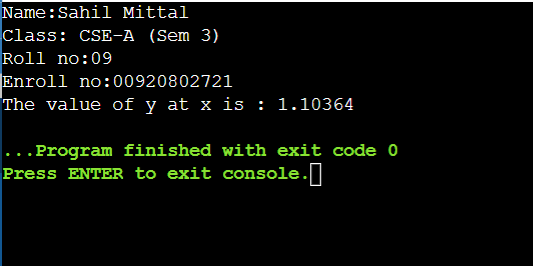 Name:Sahil Mittal
Class: CSE-A (Sem 3)
Roll no:09
Enroll no:00920802721
The value of y at x is : 1.10364
...Program finished with exit code 0
Press ENTER to exit console.